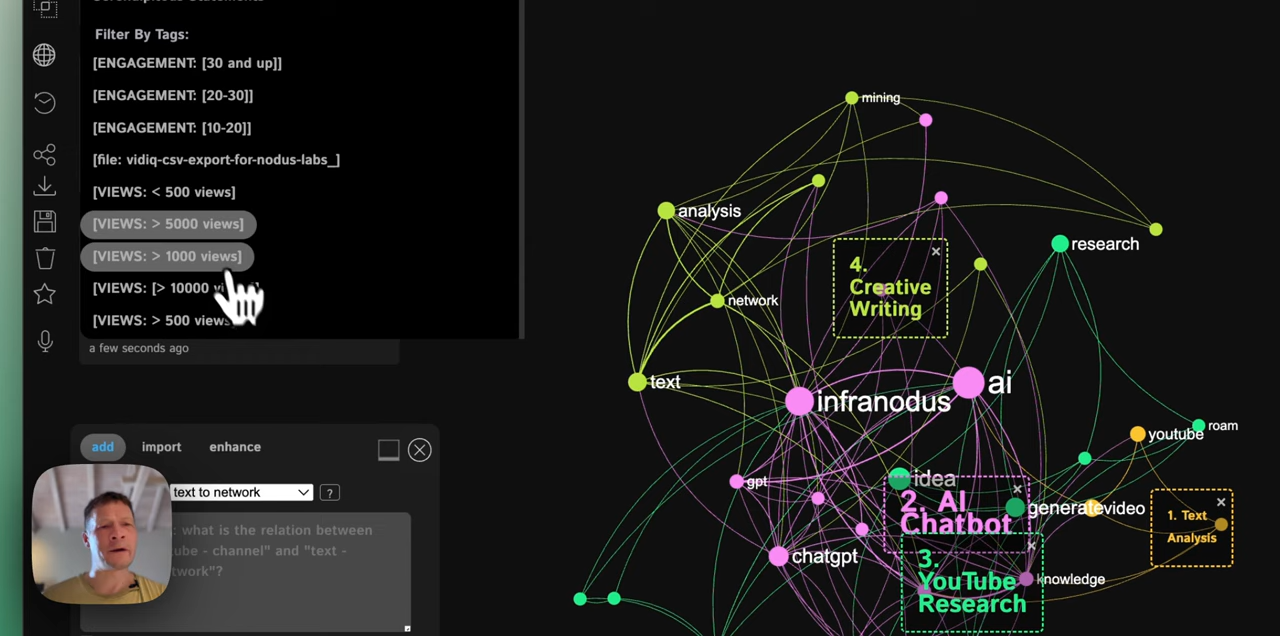 Filter By Tags:
[ENGAGEMENT: [30 and up]]
[ENGAGEMENT: [20-30]]
[ENGAGEMENT: [10-20]]
[file: vidiq-csv-export-for-nodus-labs_]
[VIEWS: < 500 views]
[VIEWS: > 5000 views]
[VIEWS: > 1000 views]
[VIEWS: [> 10000
[VIEWS: > 500 views
a few seconds ago
add
import
enhance
text to network
?
: what is the relation between
- channel" and "text -
mining
analysis
research
4.
Creative
Writing
network
text
infranodus
ai
youtube
roam
gpt
idea
2. AI
Chatbot
generatevideo
1. Text
Analysis
chatgpt
3.
YouTube
Research
knowledge